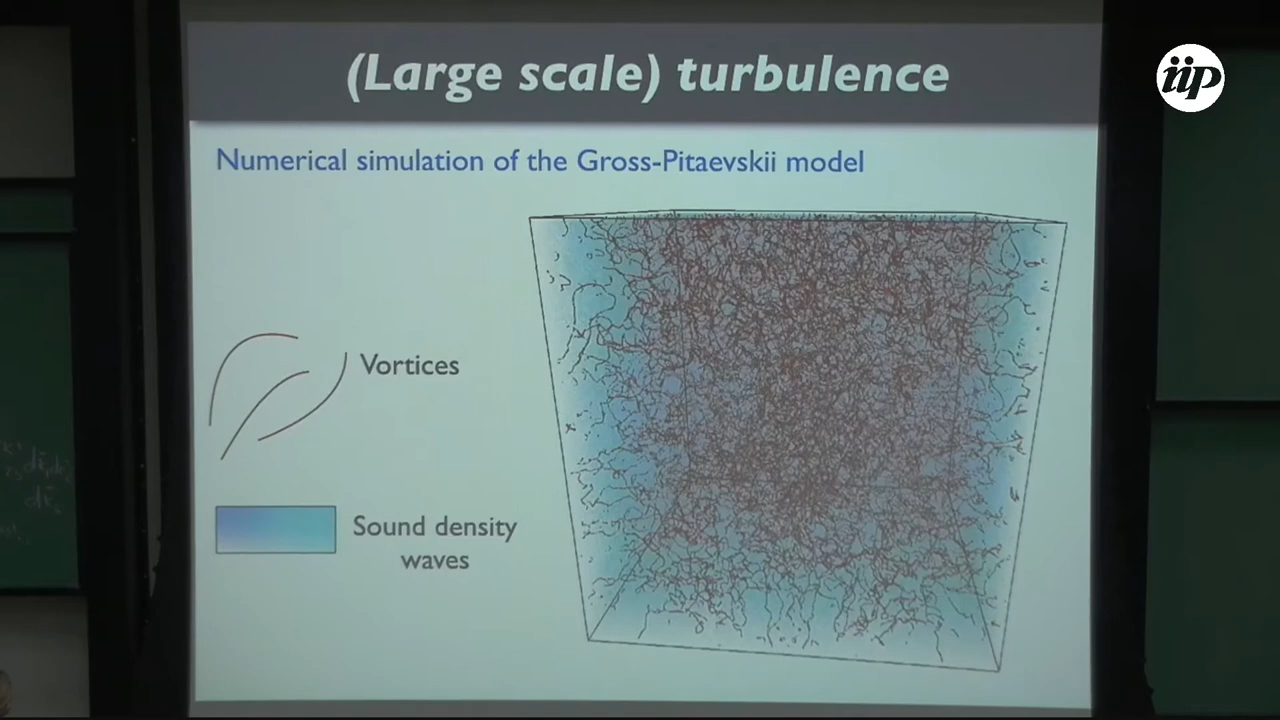 (Large scale) turbulence
iip
Numerical simulation of the Gross-Pitaevskii model
Vortices
Sound density
waves